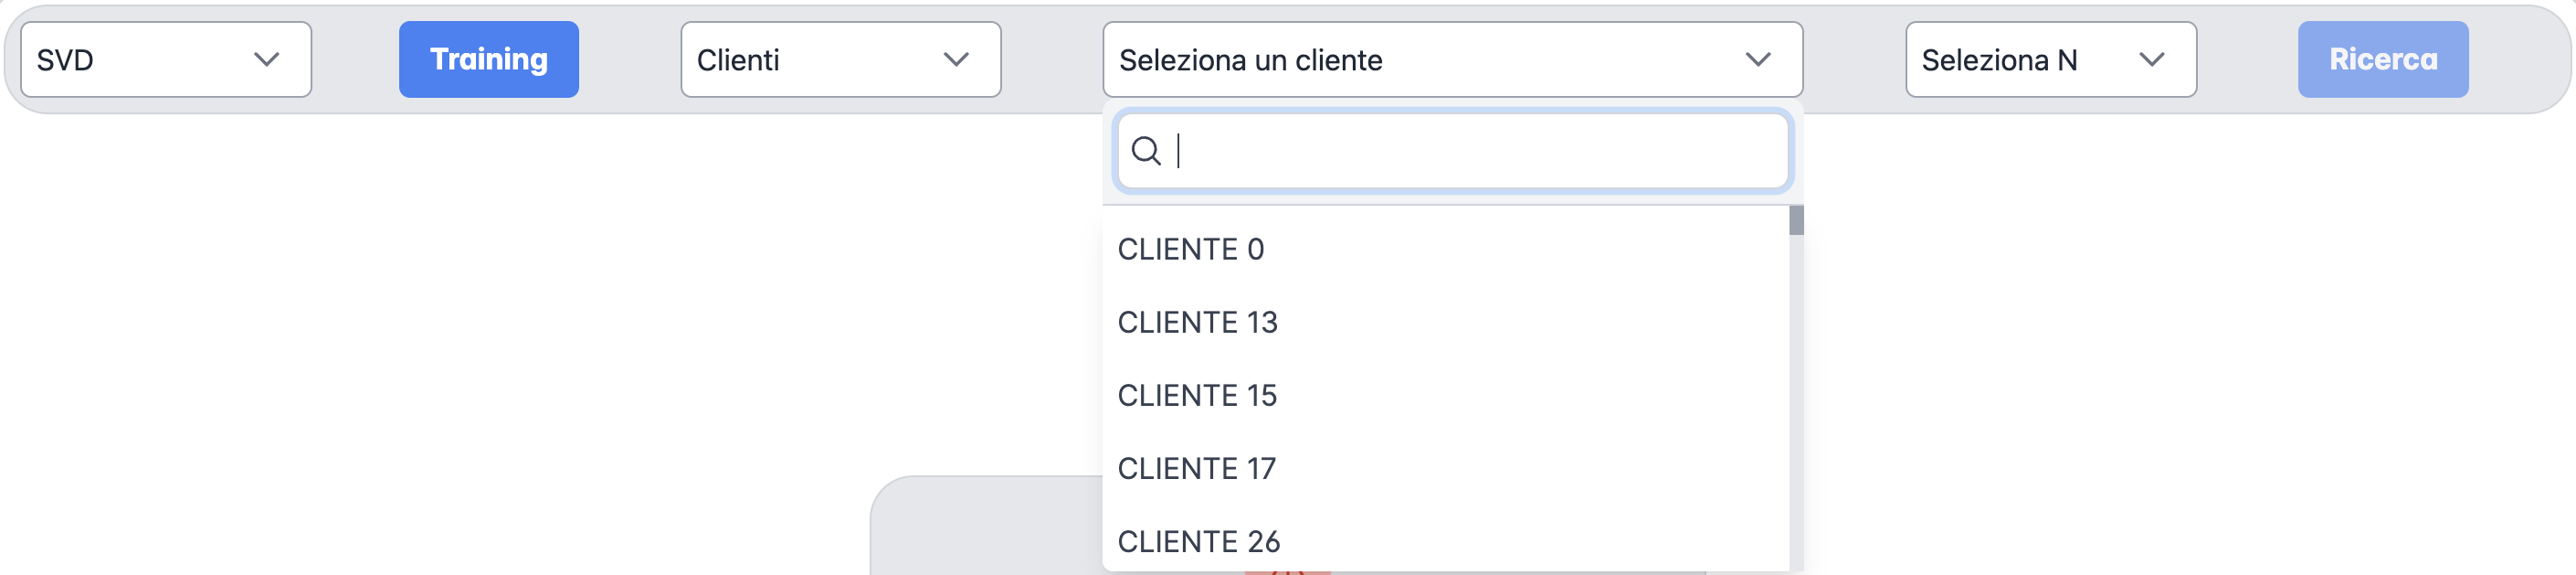 SVD
Training
Clienti
Seleziona un cliente
Seleziona N
Ricerca
CLIENTE 0
CLIENTE 13
CLIENTE 15
CLIENTE 17
CLIENTE 26